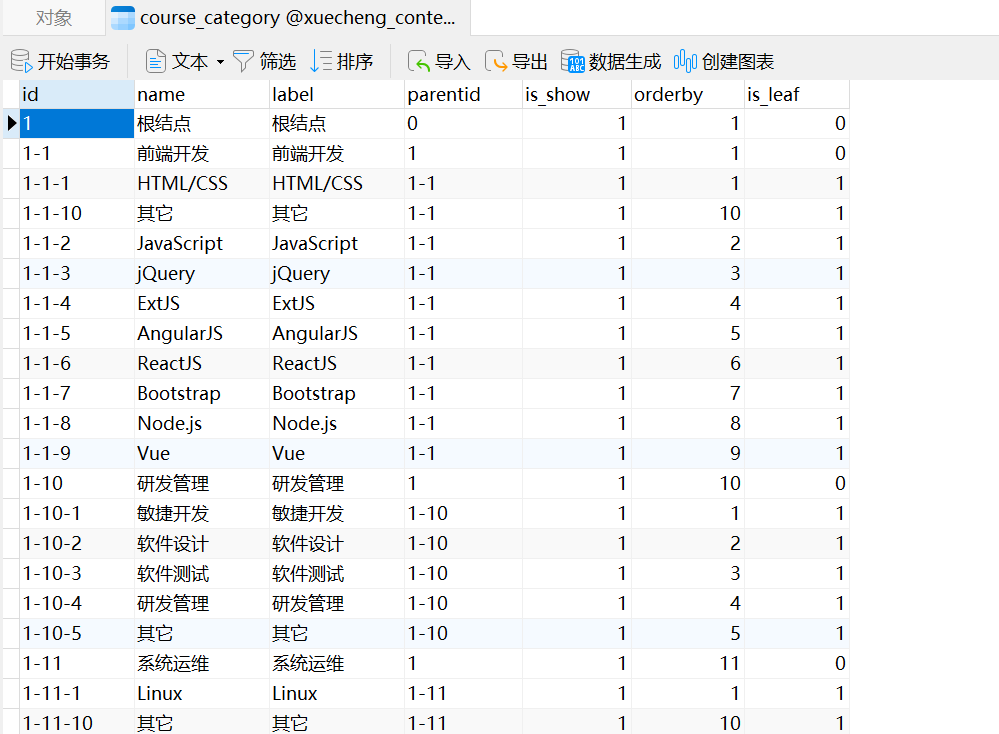 对象 course_category @xuecheng_conte...
开始事务 文本 筛选 排序 导入 导出 数据生成 创建图表
id name label parentid is_show orderby is_leaf
1 根结点 根结点 0 1 1 0
1-1 前端开发 前端开发 1 1 1 0
1-1-1 HTML/CSS HTML/CSS 1-1 1 1 1
1-1-10 其它 其它 1-1 1 10 1
1-1-2 JavaScript JavaScript 1-1 1 2 1
1-1-3 jQuery jQuery 1-1 1 3 1
1-1-4 ExtJS ExtJS 1-1 1 4 1
1-1-5 AngularJS AngularJS 1-1 1 5 1
1-1-6 ReactJS ReactJS 1-1 1 6 1
1-1-7 Bootstrap Bootstrap 1-1 1 7 1
1-1-8 Node.js Node.js 1-1 1 8 1
1-1-9 Vue Vue 1-1 1 9 1
1-10 研发管理 研发管理 1 1 10 0
1-10-1 敏捷开发 敏捷开发 1-10 1 1 1
1-10-2 软件设计 软件设计 1-10 1 2 1
1-10-3 软件测试 软件测试 1-10 1 3 1
1-10-4 研发管理 研发管理 1-10 1 4 1
1-10-5 其它 其它 1-10 1 5 1
1-11 系统运维 系统运维 1 1 11 0
1-11-1 Linux Linux 1-11 1 1 1
1-11-10 其它 其它 1-11 1 10 1